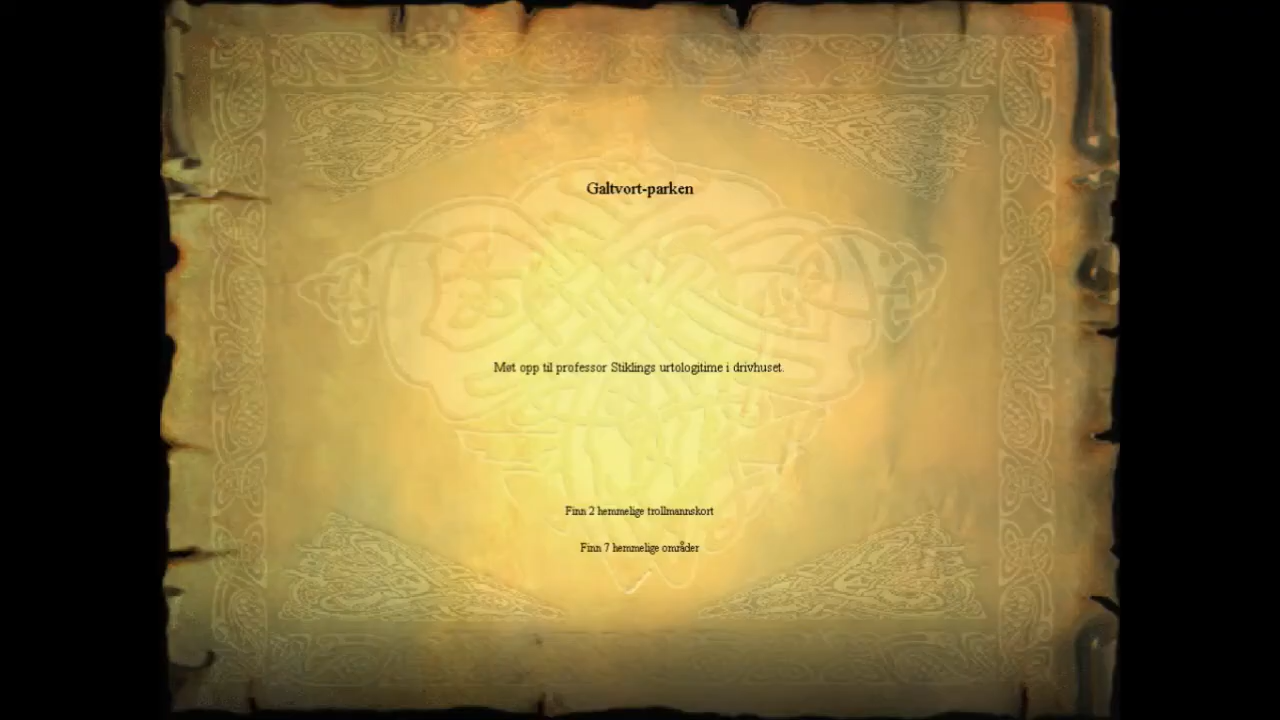 Galtvort-parken
Møt opp til professor Stiklings urtologitime i drivhuset.
Finn 2 hemmelige trollmannskort
Finn 7 hemmelige områder